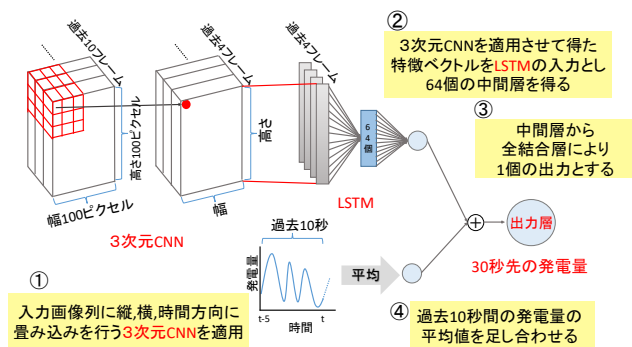 過去10フレーム
過去4フレーム
過去4フレーム
高さ100ピクセル
幅100ピクセル
3次元CNN
高さ
幅
64個
LSTM
②
3次元CNNを適用させて得た
特徴ベクトルをLSTMの入力とし
64個の中間層を得る
③
中間層から
全結合層により
1個の出力とする
出力層
30秒先の発電量
過去10秒
発電量
t-5
t
時間
平均
①
入力画像列に縦,横,時間方向に
畳み込みを行う3次元CNNを適用
④
過去10秒間の発電量の
平均値を足し合わせる